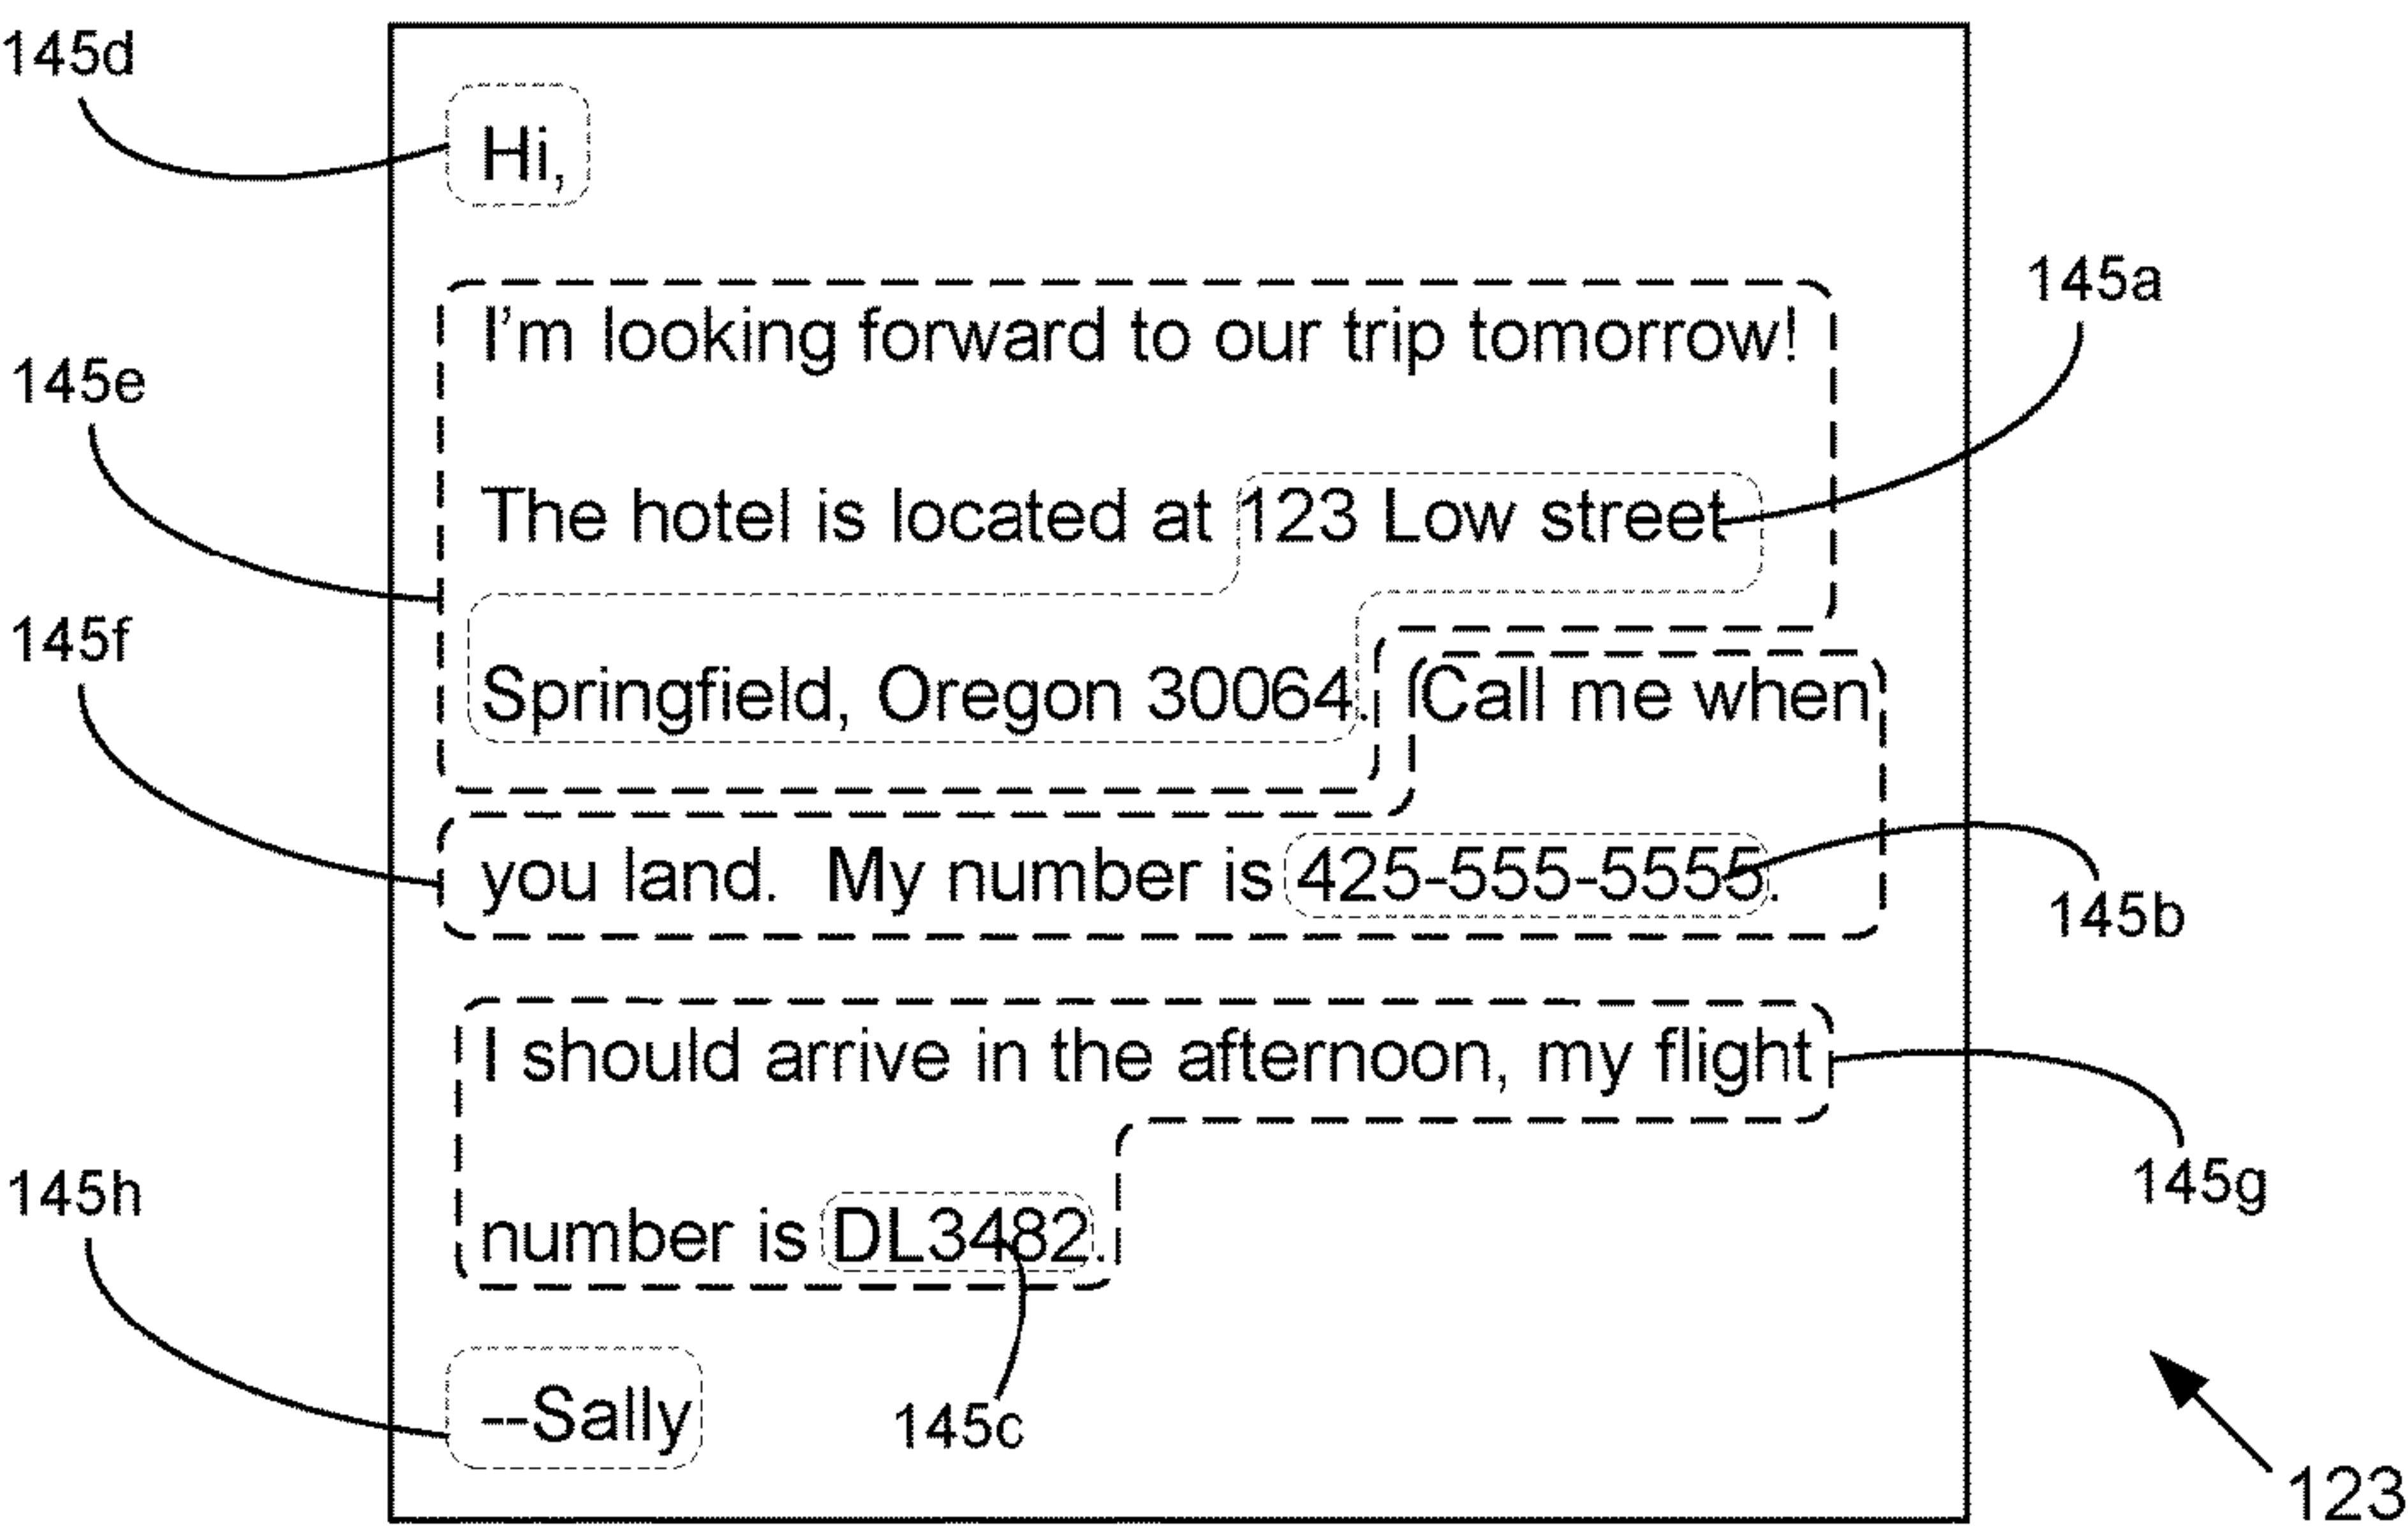 145d
Hi,
145a
I'm looking forward to our trip tomorrow!
145e
The hotel is located at 123 Low street
145f
Springfield, Oregon 30064. Call me when
you land. My number is 425-555-5555.
145b
I should arrive in the afternoon, my flight
145g
145h
number is DL3482.
--Sally
145c
123